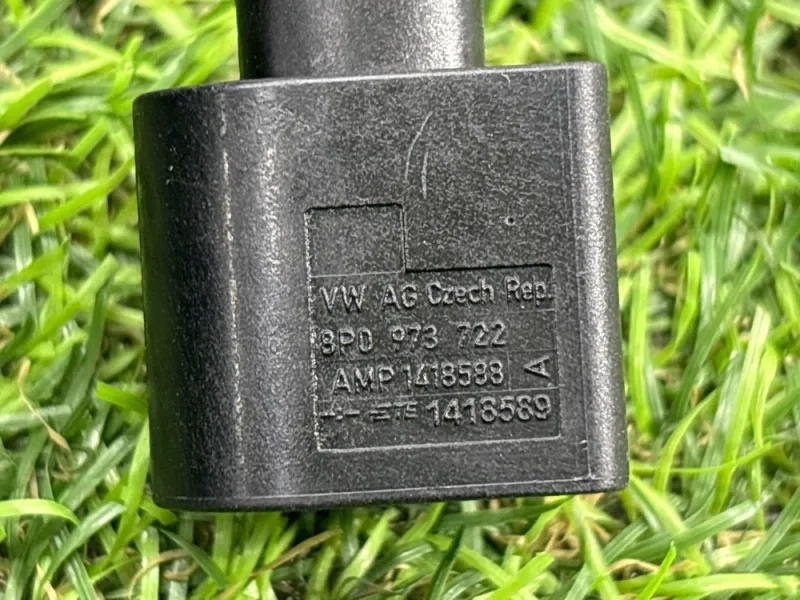 VW AG Czech Rep.
8P0 973 722
AMP 1418588 A
1418589